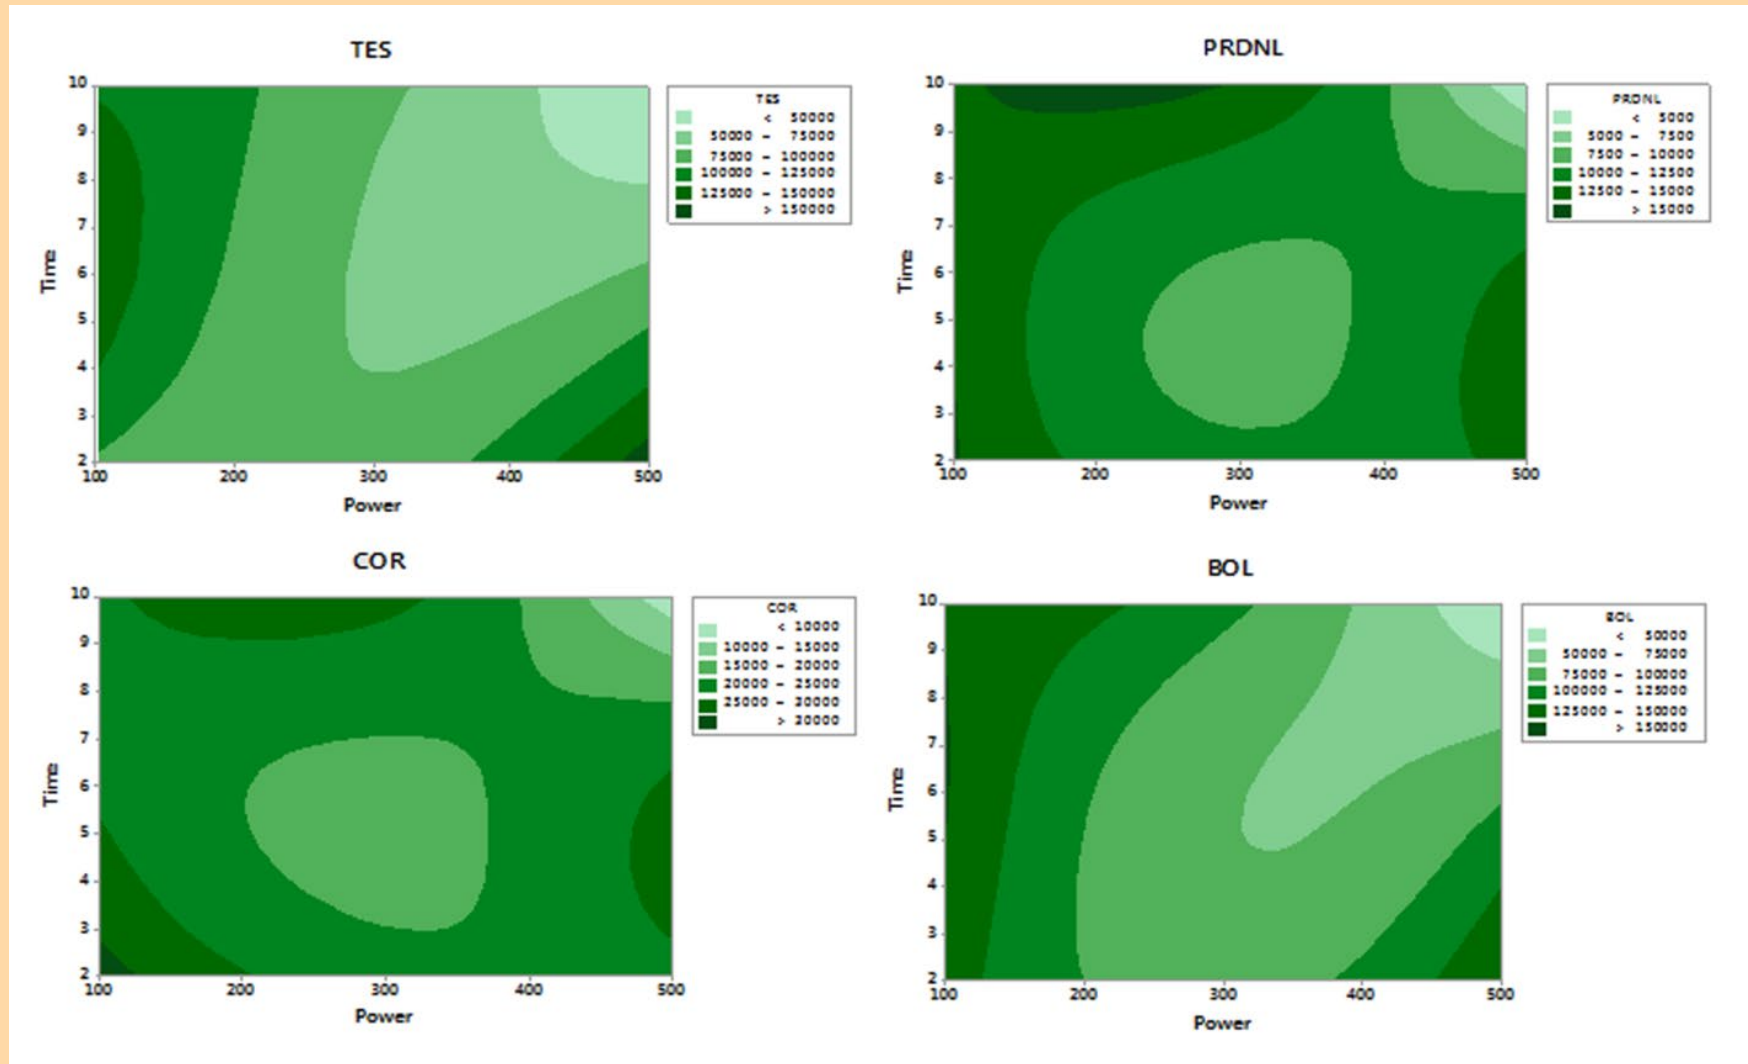 TES
10
9
8
7
6
5
4
3
2
100 200 300 400 500
Time
Power
TES
< 50000
50000 – 75000
75000 – 100000
100000 – 125000
125000 – 150000
> 150000
PRDNL
10
9
8
7
6
5
4
3
2
100 200 300 400 500
Time
Power
PRDNL
< 5000
5000 – 7500
7500 – 10000
10000 – 12500
12500 – 15000
> 15000
COR
10
9
8
7
6
5
4
3
2
100 200 300 400 500
Time
Power
COR
< 10000
10000 – 15000
15000 – 20000
20000 – 25000
25000 – 30000
> 30000
BOL
10
9
8
7
6
5
4
3
2
100 200 300 400 500
Time
Power
BOL
< 50000
50000 – 75000
75000 – 100000
100000 – 125000
125000 – 150000
> 150000